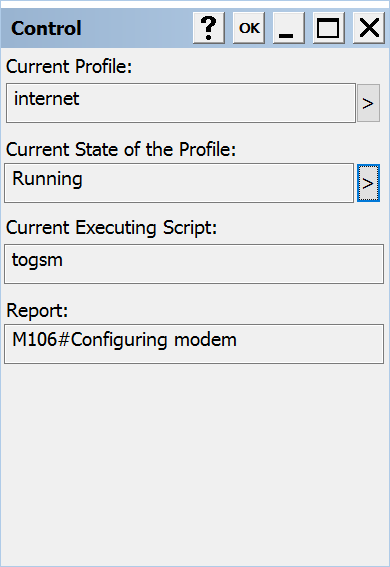 Control ? OK
Current Profile:
internet >
Current State of the Profile:
Running >
Current Executing Script:
togsm
Report:
M106#Configuring modem